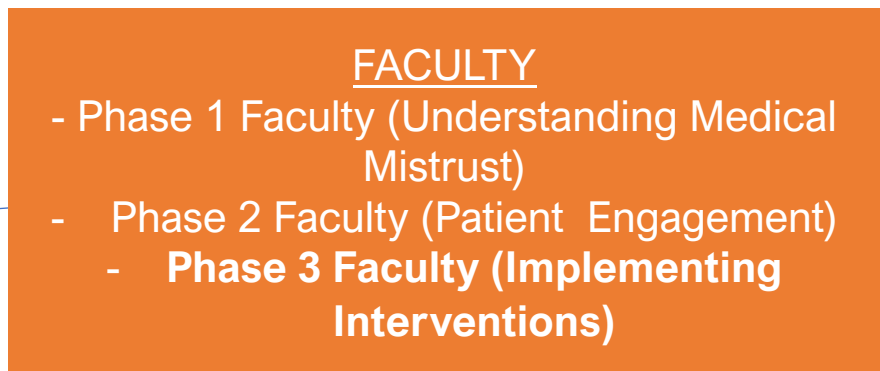 FACULTY
- Phase 1 Faculty (Understanding Medical
Mistrust)
- Phase 2 Faculty (Patient Engagement)
- Phase 3 Faculty (Implementing
Interventions)